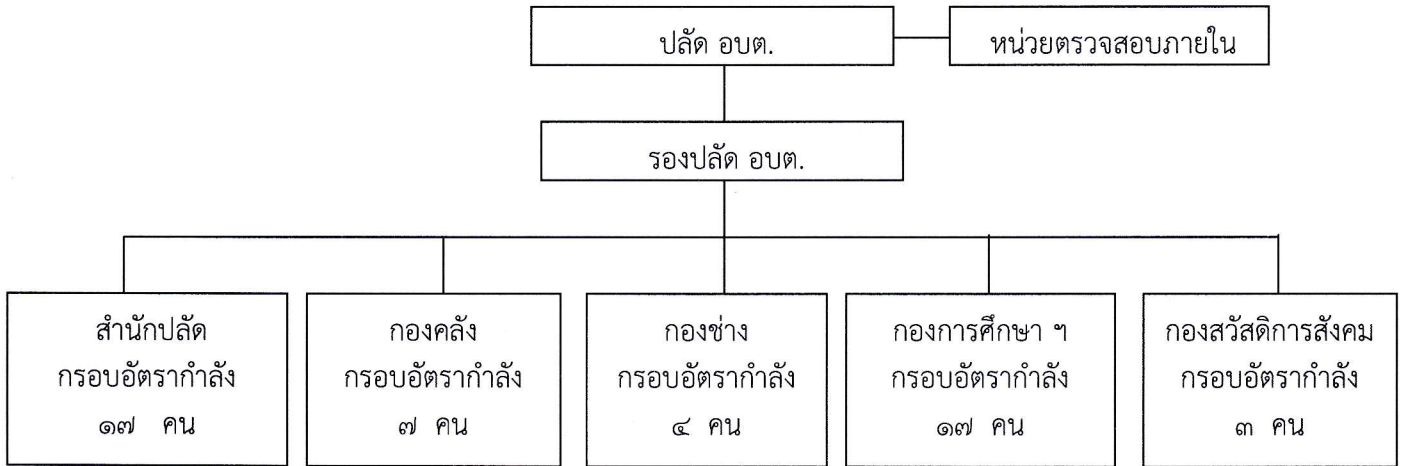 ปลัด อบต.
หน่วยตรวจสอบภายใน
รองปลัด อบต.
สำนักปลัด
กรอบอัตรากำลัง
๑๗ คน
กองคลัง
กรอบอัตรากำลัง
๗ คน
กองช่าง
กรอบอัตรากำลัง
๔ คน
กองการศึกษา ฯ
กรอบอัตรากำลัง
๑๗ คน
กองสวัสดิการสังคม
กรอบอัตรากำลัง
๓ คน